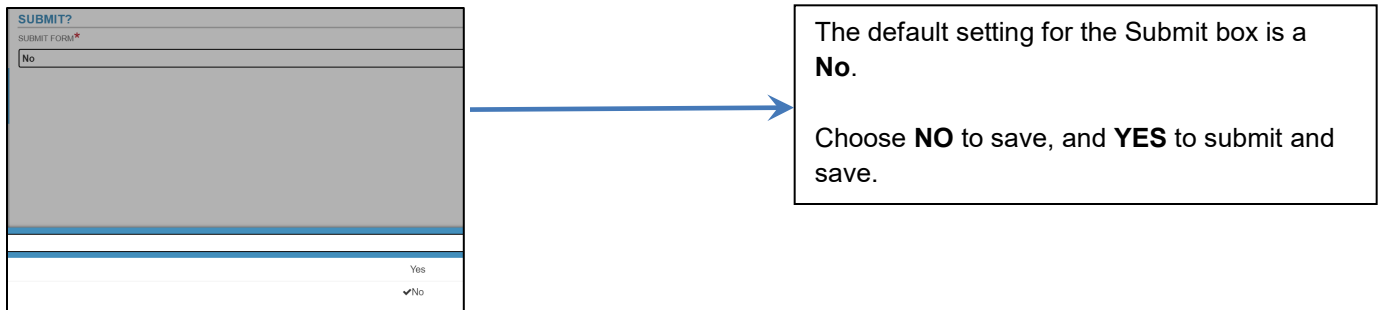 SUBMIT?
SUBMIT FORM*
No
Yes
✔No
The default setting for the Submit box is a
No.
Choose NO to save, and YES to submit and
save.